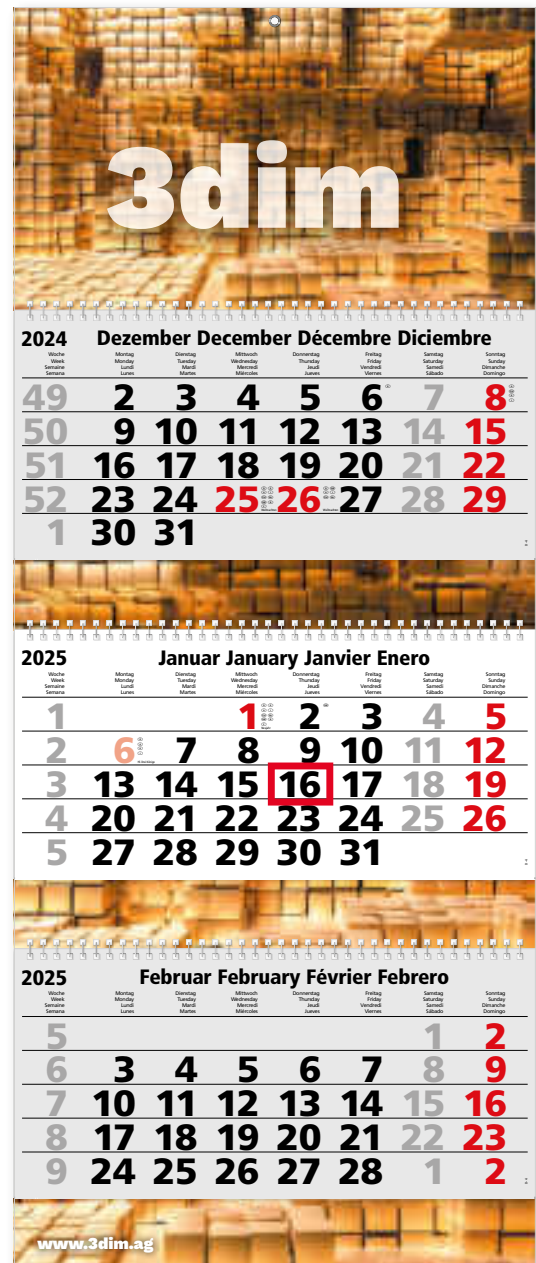 3dim
2024 Dezember December Décembre Diciembre
Woche Montag Dienstag Mittwoch Donnerstag Freitag Samstag Sonntag
Week Monday Tuesday Wednesday Thursday Friday Saturday Sunday
Semaine Lundi Mardi Mercredi Jeudi Vendredi Samedi Dimanche
Semana Lunes Martes Miércoles Jueves Viernes Sábado Domingo
49 2 3 4 5 6 7 8
50 9 10 11 12 13 14 15
51 16 17 18 19 20 21 22
52 23 24 25 26 27 28 29
1 30 31
2025 Januar January Janvier Enero
Woche Montag Dienstag Mittwoch Donnerstag Freitag Samstag Sonntag
Week Monday Tuesday Wednesday Thursday Friday Saturday Sunday
Semaine Lundi Mardi Mercredi Jeudi Vendredi Samedi Dimanche
Semana Lunes Martes Miércoles Jueves Viernes Sábado Domingo
1 1 2 3 4 5
2 6 7 8 9 10 11 12
3 13 14 15 16 17 18 19
4 20 21 22 23 24 25 26
5 27 28 29 30 31
2025 Februar February Février Febrero
Woche Montag Dienstag Mittwoch Donnerstag Freitag Samstag Sonntag
Week Monday Tuesday Wednesday Thursday Friday Saturday Sunday
Semaine Lundi Mardi Mercredi Jeudi Vendredi Samedi Dimanche
Semana Lunes Martes Miércoles Jueves Viernes Sábado Domingo
5 1 2
6 3 4 5 6 7 8 9
7 10 11 12 13 14 15 16
8 17 18 19 20 21 22 23
9 24 25 26 27 28 1 2
www.3dim.ag